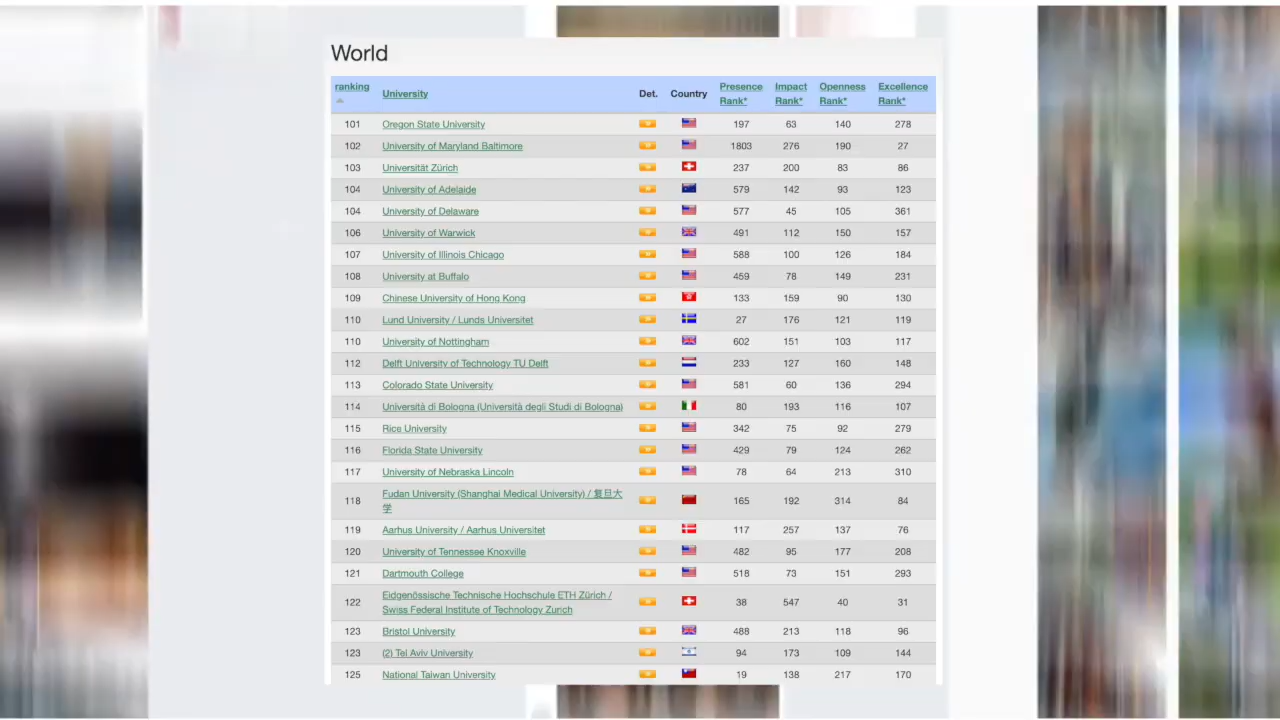 World
ranking University Det. Country Presence Rank* Impact Rank* Openness Rank* Excellence Rank*
101 Oregon State University 197 63 140 278
102 University of Maryland Baltimore 1803 276 190 27
103 Universität Zürich 237 200 83 86
104 University of Adelaide 579 142 93 123
104 University of Delaware 577 45 105 361
106 University of Warwick 491 112 150 157
107 University of Illinois Chicago 588 100 126 184
108 University at Buffalo 459 78 149 231
109 Chinese University of Hong Kong 133 159 90 130
110 Lund University / Lunds Universitet 27 176 121 119
110 University of Nottingham 602 151 103 117
112 Delft University of Technology TU Delft 233 127 160 148
113 Colorado State University 581 60 136 294
114 Università di Bologna (Università degli Studi di Bologna) 80 193 116 107
115 Rice University 342 75 92 279
116 Florida State University 429 79 124 262
117 University of Nebraska Lincoln 78 64 213 310
118 Fudan University (Shanghai Medical University) / 复旦大
学 165 192 314 84
119 Aarhus University / Aarhus Universitet 117 257 137 76
120 University of Tennessee Knoxville 482 95 177 208
121 Dartmouth College 518 73 151 293
122 Eidgenössische Technische Hochschule ETH Zürich /
Swiss Federal Institute of Technology Zurich 38 547 40 31
123 Bristol University 488 213 118 96
123 (2) Tel Aviv University 94 173 109 144
125 National Taiwan University 19 138 217 170